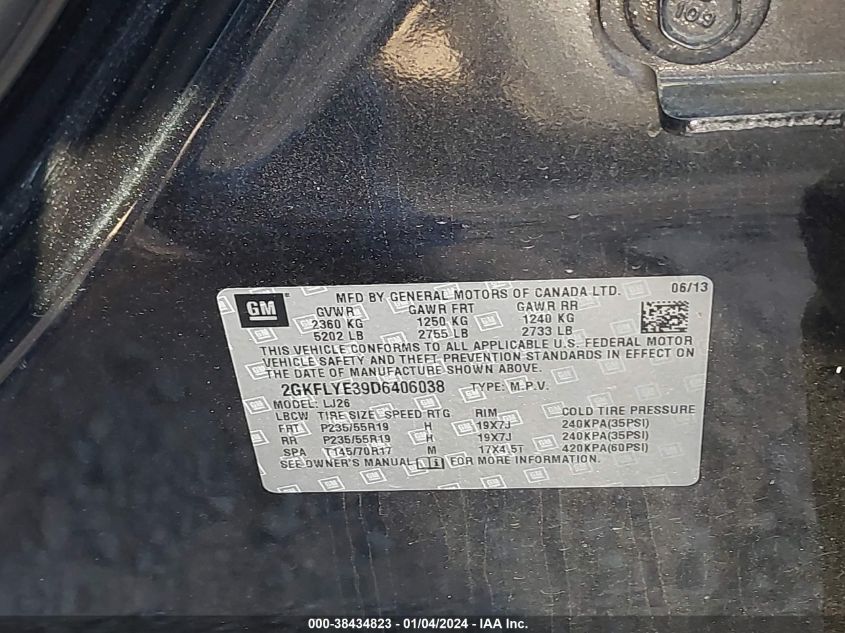 109
GM
MFD BY GENERAL MOTORS OF CANADA LTD. 06/13
GVWR GAWR FRT GAWR RR
2360 KG 1250 KG 1240 KG
5202 LB 2755 LB 2733 LB
THIS VEHICLE CONFORMS TO ALL APPLICABLE U.S. FEDERAL MOTOR
VEHICLE SAFETY AND THEFT PREVENTION STANDARDS IN EFFECT ON
THE DATE OF MANUFACTURE SHOWN ABOVE.
2GKFLYE39D6406038 TYPE: M.P.V.
MODEL: LJ26
LBCW TIRE SIZE SPEED RTG RIM COLD TIRE PRESSURE
FRT P235/55R19 H 19X7J 240KPA(35PSI)
RR P235/55R19 H 19X7J 240KPA(35PSI)
SPA T145/70R17 M 17X4.5T 420KPA(60PSI)
SEE OWNER'S MANUAL FOR MORE INFORMATION
000-38434823 - 01/04/2024 - IAA Inc.